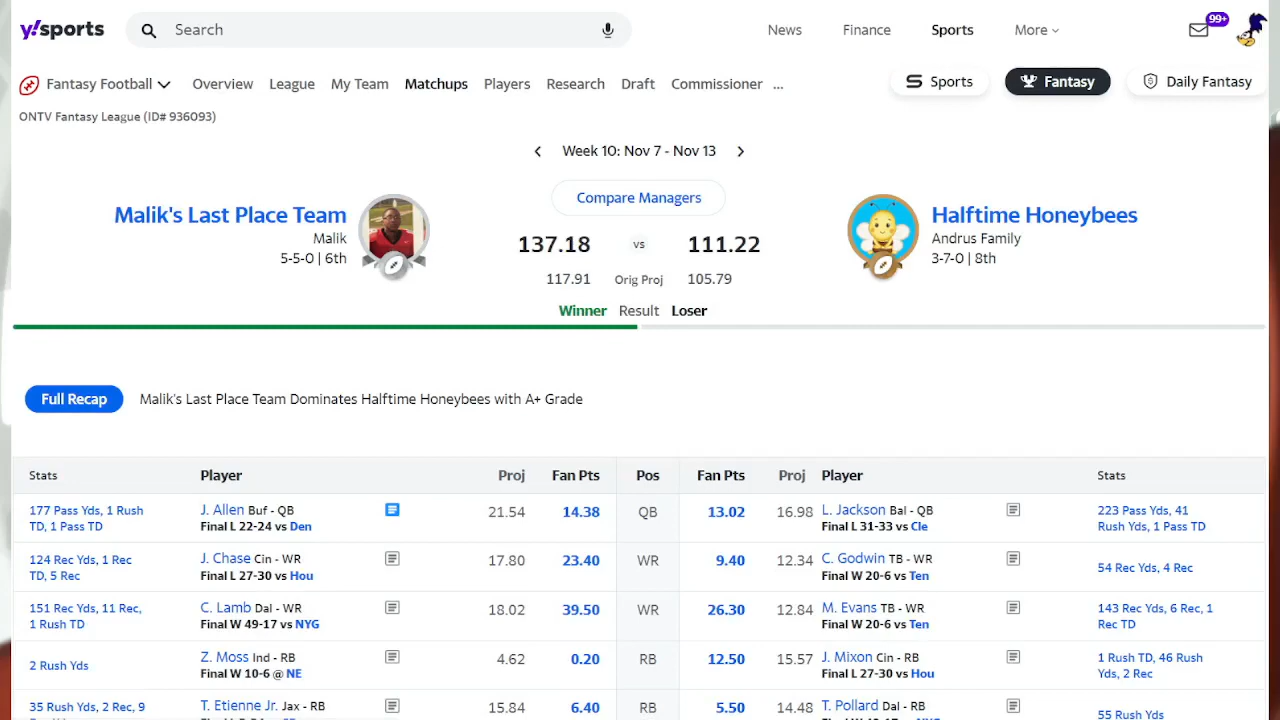 y!sports
Search
News
Finance
Sports
More
99+
Fantasy Football
Overview
League
My Team
Matchups
Players
Research
Draft
Commissioner
...
Sports
Fantasy
Daily Fantasy
ONTV Fantasy League (ID# 936093)
Week 10: Nov 7 - Nov 13
Malik's Last Place Team
Malik
5-5-0 | 6th
Compare Managers
137.18 vs 111.22
117.91 Orig Proj 105.79
Winner Result Loser
Halftime Honeybees
Andrus Family
3-7-0 | 8th
Full Recap Malik's Last Place Team Dominates Halftime Honeybees with A+ Grade
Stats Player Proj Fan Pts Pos Fan Pts Proj Player Stats
177 Pass Yds, 1 Rush J. Allen Buf - QB 21.54 14.38 QB 13.02 16.98 L. Jackson Bal - QB 223 Pass Yds, 41
TD, 1 Pass TD Final L 22-24 vs Den Final L 31-33 vs Cle Rush Yds, 1 Pass TD
124 Rec Yds, 1 Rec J. Chase Cin - WR 17.80 23.40 WR 9.40 12.34 C. Godwin TB - WR 54 Rec Yds, 4 Rec
TD, 5 Rec Final L 27-30 vs Hou Final W 20-6 vs Ten
151 Rec Yds, 11 Rec, C. Lamb Dal - WR 18.02 39.50 WR 26.30 12.84 M. Evans TB - WR 143 Rec Yds, 6 Rec, 1
1 Rush TD Final W 49-17 vs NYG Final W 20-6 vs Ten Rec TD
2 Rush Yds Z. Moss Ind - RB 4.62 0.20 RB 12.50 15.57 J. Mixon Cin - RB 1 Rush TD, 46 Rush
Final W 10-6 @ NE Final L 27-30 vs Hou Yds, 2 Rec
35 Rush Yds, 2 Rec, 9 T. Etienne Jr. Jax - RB 15.84 6.40 RB 5.50 14.48 T. Pollard Dal - RB 55 Rush Yds